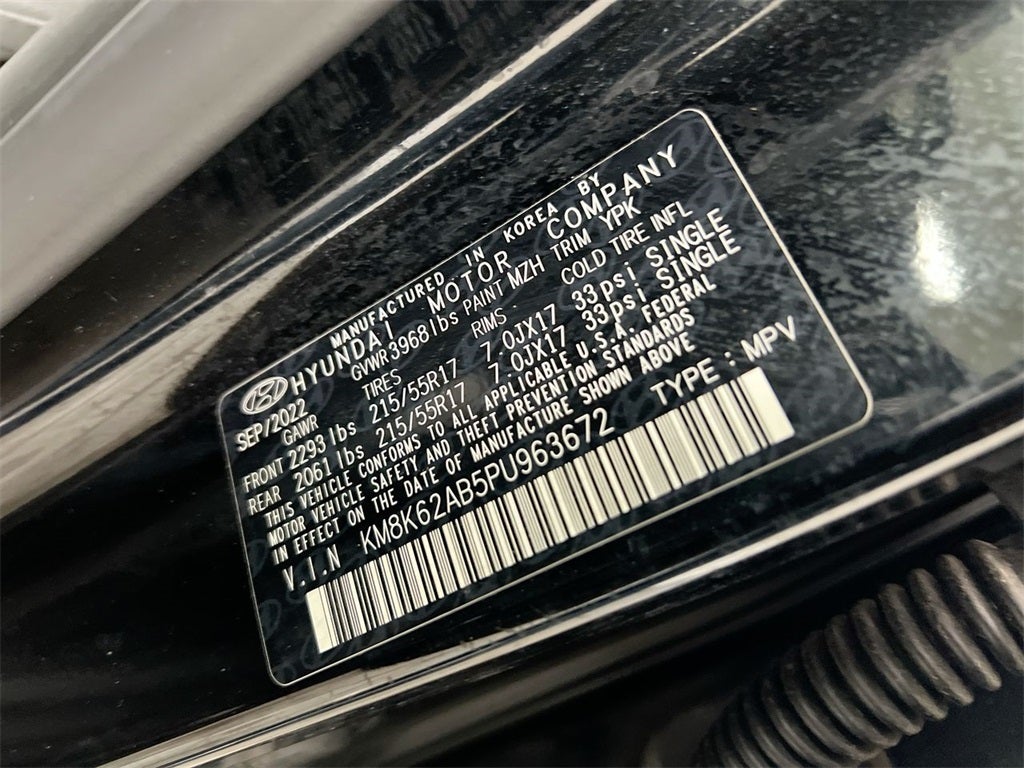 MANUFACTURED IN KOREA BY
HYUNDAI MOTOR COMPANY
SEP/2022 GVWR 3968 lbs PAINT MZH TRIM YPK
GAWR TIRES RIMS COLD TIRE INFL
FRONT 2293 lbs 215/55R17 7.0JX17 33psi SINGLE
REAR 2061 lbs 215/55R17 7.0JX17 33psi SINGLE
THIS VEHICLE CONFORMS TO ALL APPLICABLE U.S.A. FEDERAL
MOTOR VEHICLE SAFETY AND THEFT PREVENTION STANDARDS
IN EFFECT ON THE DATE OF MANUFACTURE SHOWN ABOVE
V.I.N KM8K62AB5PU963672 TYPE : MPV